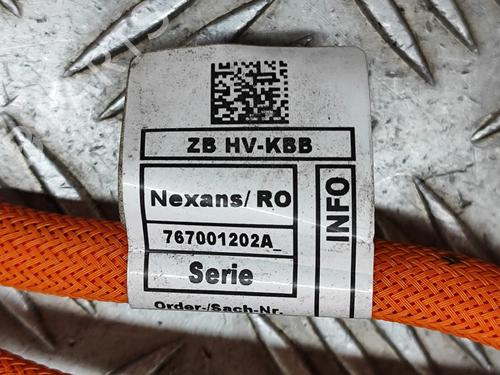 ZB HV-KBB
Nexans/ RO
767001202A_
Serie
Order-/Sach-Nr.
INFO